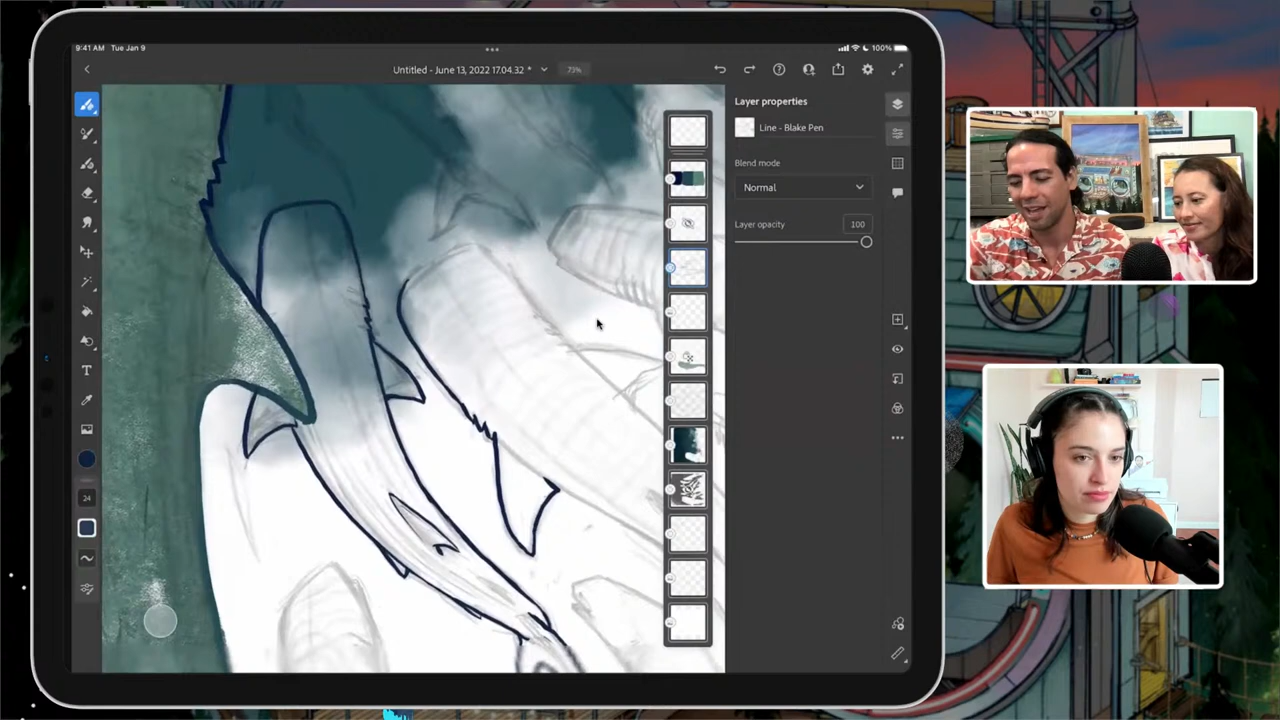 9:41 AM Tue Jan 9
100%
Untitled - June 13, 2022 17.04.32 *
73%
Layer properties
Line - Blake Pen
Blend mode
Normal
Layer opacity
100
T
24